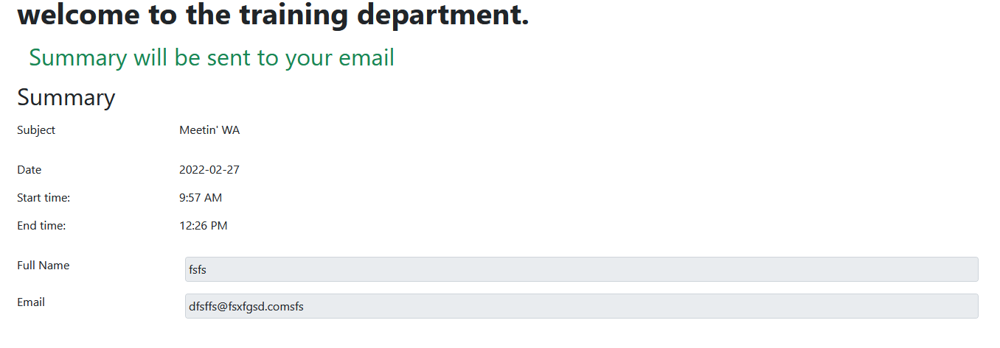 welcome to the training department.
Summary will be sent to your email
Summary
Subject Meetin' WA
Date 2022-02-27
Start time: 9:57 AM
End time: 12:26 PM
Full Name fsfs
Email dfsffs@fsxfgsd.comsfs